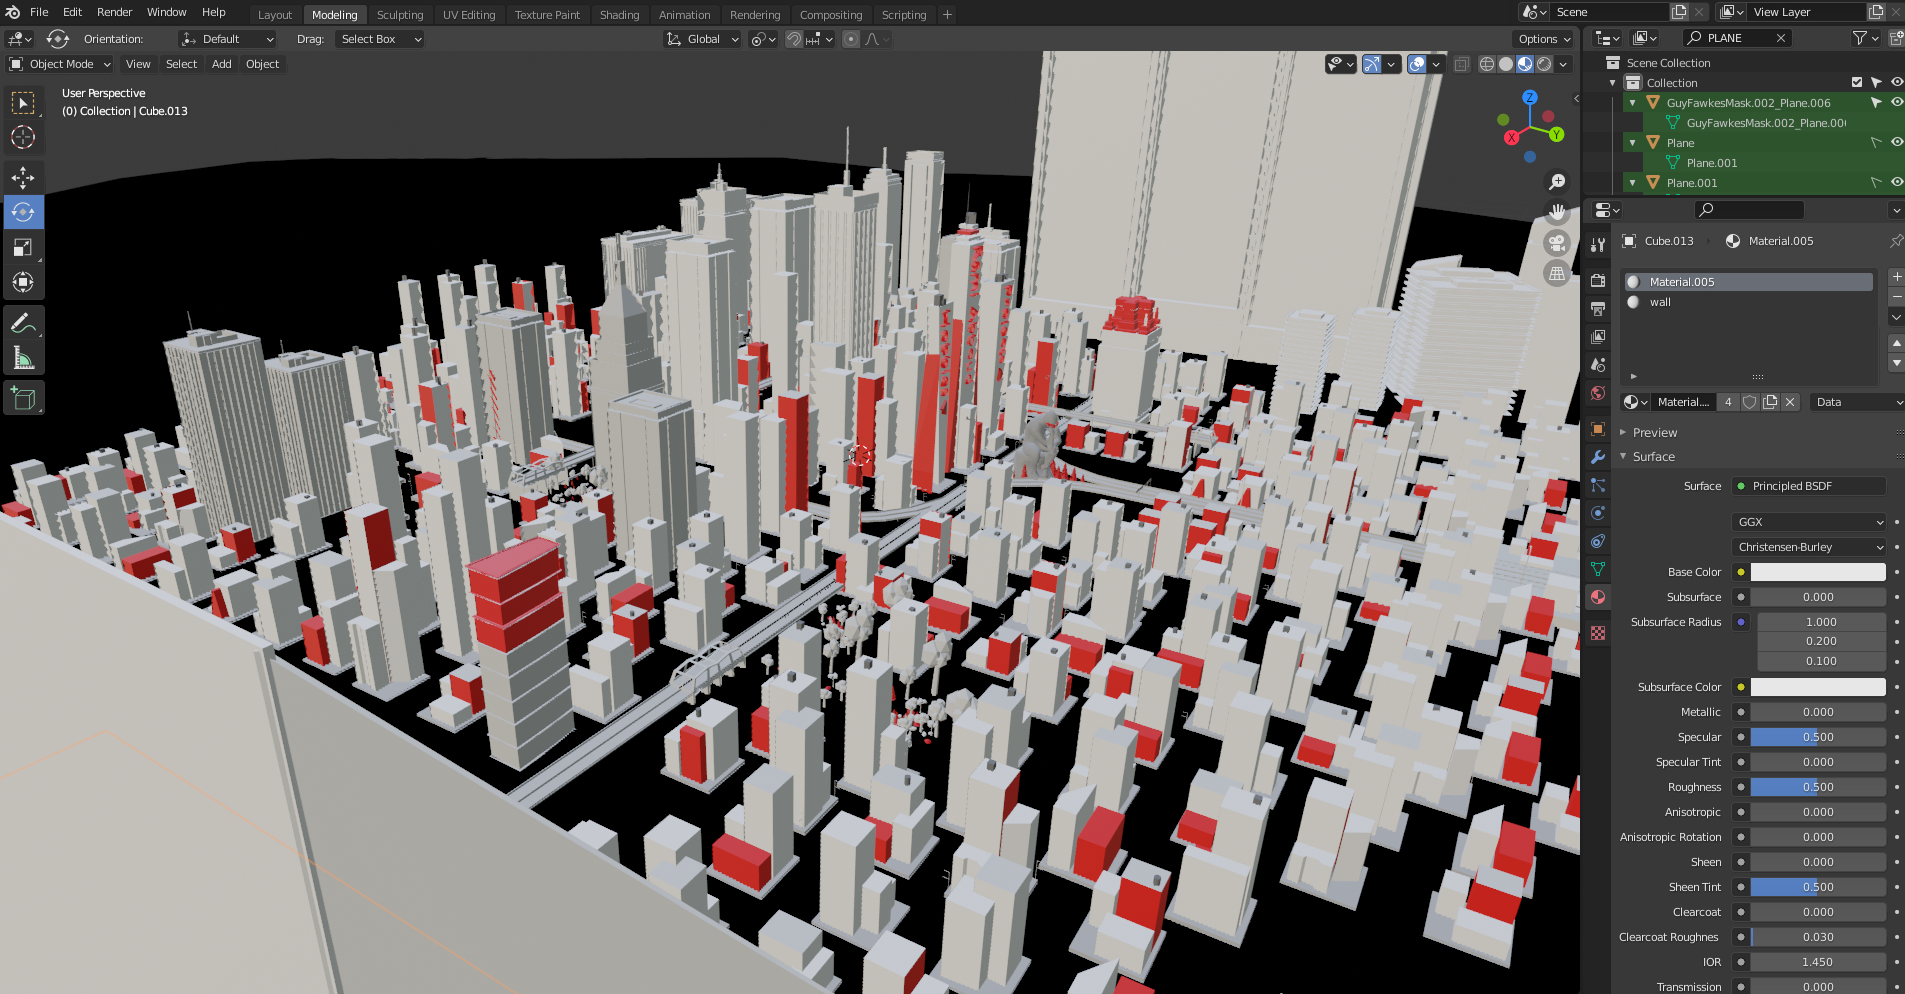 File Edit Render Window Help Layout Modeling Sculpting UV Editing Texture Paint Shading Animation Rendering Compositing Scripting + Scene View Layer
Orientation: Default Drag: Select Box Global Options PLANE
Object Mode View Select Add Object
User Perspective
(0) Collection | Cube.013
Z
X
Y
Scene Collection
Collection
GuyFawkesMask.002_Plane.006
GuyFawkesMask.002_Plane.00
Plane
Plane.001
Plane.001
Cube.013 Material.005
Material.005
wall
Material.... 4 Data
Preview
Surface
Surface Principled BSDF
GGX
Christensen-Burley
Base Color
Subsurface 0.000
Subsurface Radius 1.000
0.200
0.100
Subsurface Color
Metallic 0.000
Specular 0.500
Specular Tint 0.000
Roughness 0.500
Anisotropic 0.000
Anisotropic Rotation 0.000
Sheen 0.000
Sheen Tint 0.500
Clearcoat 0.000
Clearcoat Roughnes 0.030
IOR 1.450
Transmission 0.000